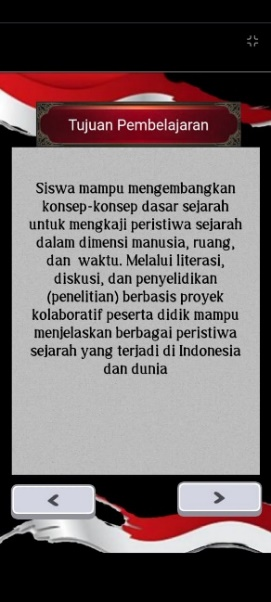 Tujuan Pembelajaran
Siswa mampu mengembangkan
konsep-konsep dasar sejarah
untuk mengkaji peristiwa sejarah
dalam dimensi manusia, ruang,
dan waktu. Melalui literasi,
diskusi, dan penyelidikan
(penelitian) berbasis proyek
kolaboratif peserta didik mampu
menjelaskan berbagai peristiwa
sejarah yang terjadi di Indonesia
dan dunia